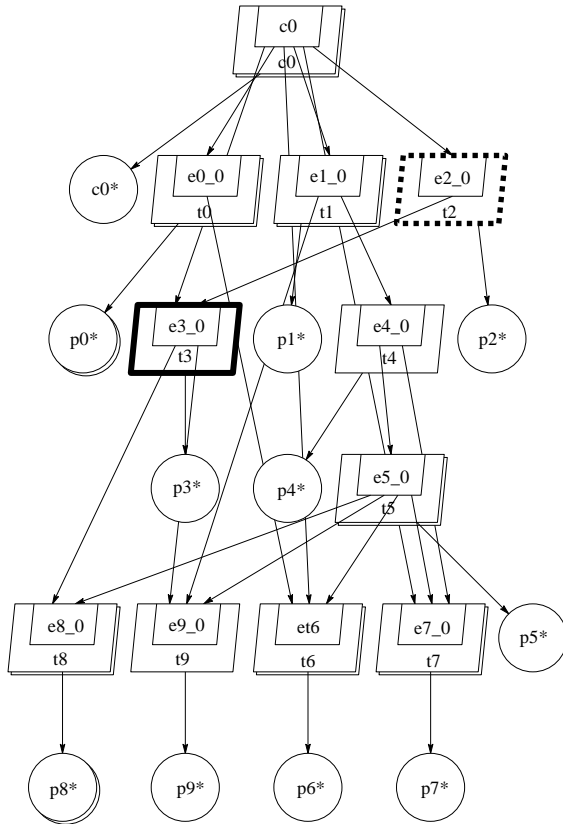 c0
c0
c0*
e0_0
t0
e1_0
t1
e2_0
t2
p0*
e3_0
t3
p1*
e4_0
t4
p2*
p3*
p4*
e5_0
t5
e8_0
t8
e9_0
t9
et6
t6
e7_0
t7
p5*
p8*
p9*
p6*
p7*